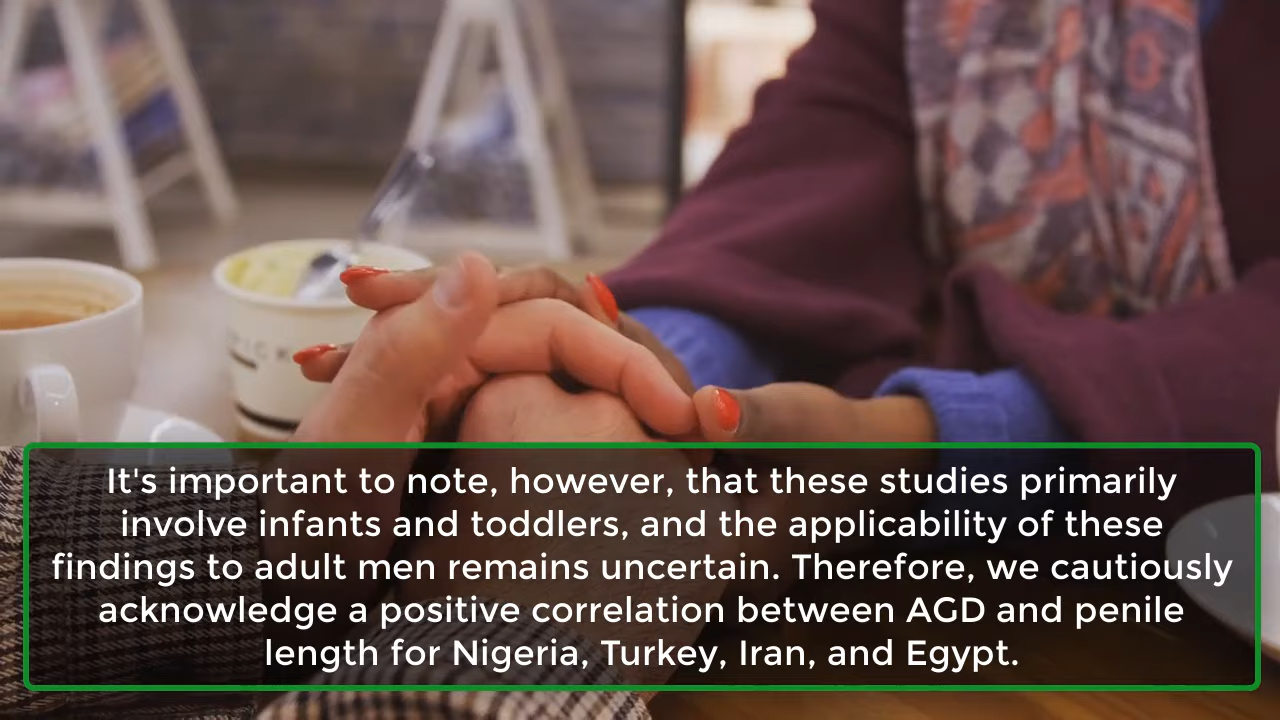 It's important to note, however, that these studies primarily
involve infants and toddlers, and the applicability of these
findings to adult men remains uncertain. Therefore, we cautiously
acknowledge a positive correlation between AGD and penile
length for Nigeria, Turkey, Iran, and Egypt.